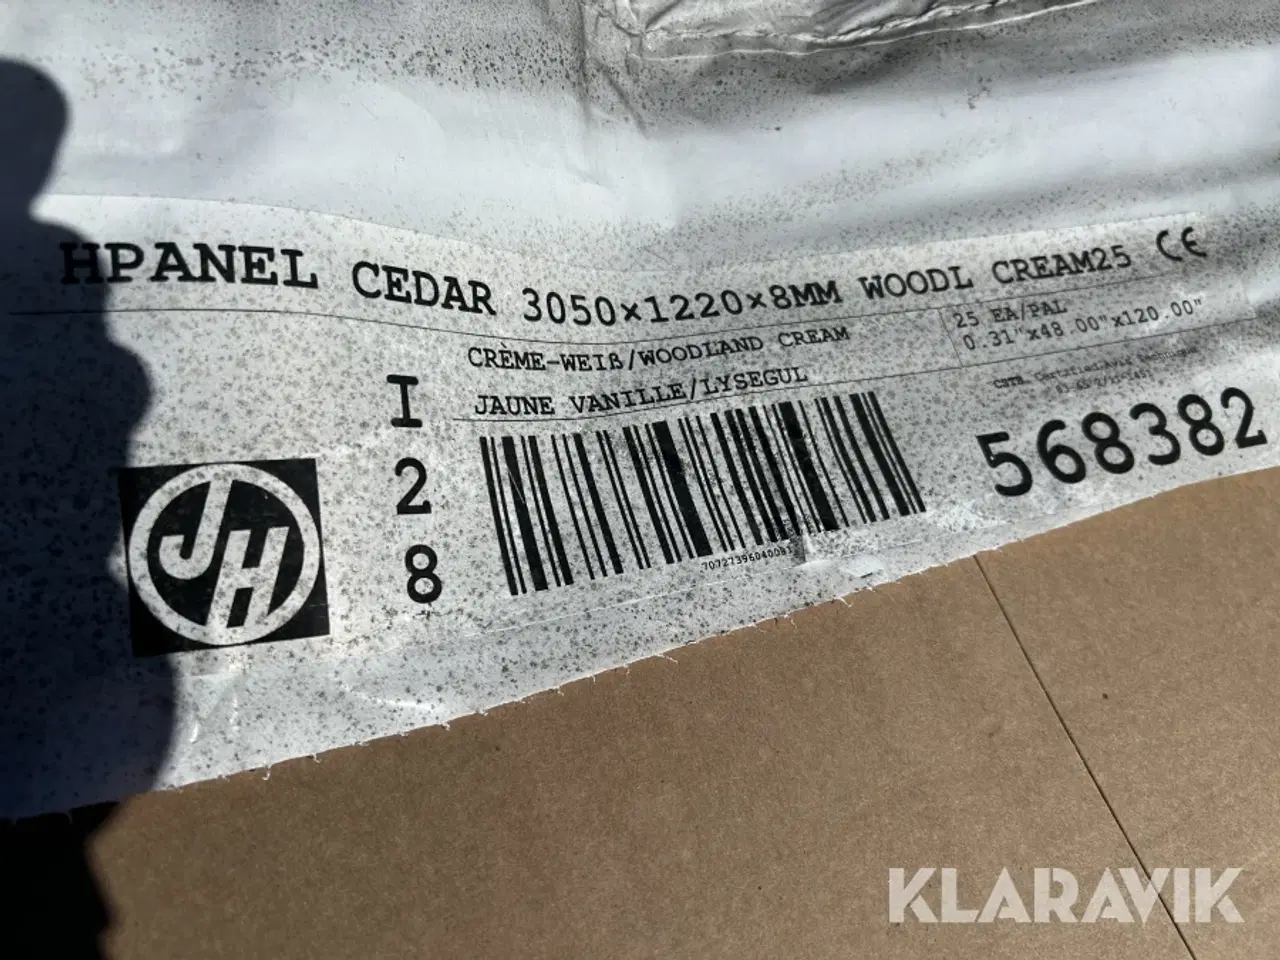 HPANEL CEDAR 3050×1220×8MM WOODL CREAM25 CE
CRÈME-WEIß/WOODLAND CREAM
JAUNE VANILLE/LYSEGUL
25 EA/PAL
0.31"x48.00"x120.00"
CSTB
I
2
8
568382
JH
KLARAVIK